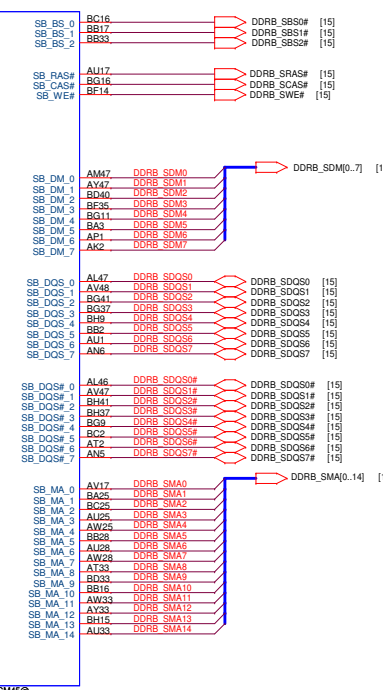 SB_BS_0 BC16 DDRB_SBS0# [15]
SB_BS_1 BB17 DDRB_SBS1# [15]
SB_BS_2 BB33 DDRB_SBS2# [15]
SB_RAS# AU17 DDRB_SRAS# [15]
SB_CAS# BG16 DDRB_SCAS# [15]
SB_WE# BF14 DDRB_SWE# [15]
DDRB_SDM[0..7] [1
SB_DM_0 AM47 DDRB_SDM0
SB_DM_1 AY47 DDRB_SDM1
SB_DM_2 BD40 DDRB_SDM2
SB_DM_3 BF35 DDRB_SDM3
SB_DM_4 BG11 DDRB_SDM4
SB_DM_5 BA3 DDRB_SDM5
SB_DM_6 AP1 DDRB_SDM6
SB_DM_7 AK2 DDRB_SDM7
SB_DQS_0 AL47 DDRB_SDQS0 DDRB_SDQS0 [15]
SB_DQS_1 AV48 DDRB_SDQS1 DDRB_SDQS1 [15]
SB_DQS_2 BG41 DDRB_SDQS2 DDRB_SDQS2 [15]
SB_DQS_3 BG37 DDRB_SDQS3 DDRB_SDQS3 [15]
SB_DQS_4 BH9 DDRB_SDQS4 DDRB_SDQS4 [15]
SB_DQS_5 BB2 DDRB_SDQS5 DDRB_SDQS5 [15]
SB_DQS_6 AU1 DDRB_SDQS6 DDRB_SDQS6 [15]
SB_DQS_7 AN6 DDRB_SDQS7 DDRB_SDQS7 [15]
SB_DQS#_0 AL46 DDRB_SDQS0# DDRB_SDQS0# [15]
SB_DQS#_1 AV47 DDRB_SDQS1# DDRB_SDQS1# [15]
SB_DQS#_2 BH41 DDRB_SDQS2# DDRB_SDQS2# [15]
SB_DQS#_3 BH37 DDRB_SDQS3# DDRB_SDQS3# [15]
SB_DQS#_4 BG9 DDRB_SDQS4# DDRB_SDQS4# [15]
SB_DQS#_5 BC2 DDRB_SDQS5# DDRB_SDQS5# [15]
SB_DQS#_6 AT2 DDRB_SDQS6# DDRB_SDQS6# [15]
SB_DQS#_7 AN5 DDRB_SDQS7# DDRB_SDQS7# [15]
DDRB_SMA[0..14] [1
SB_MA_0 AV17 DDRB_SMA0
SB_MA_1 BA25 DDRB_SMA1
SB_MA_2 BC25 DDRB_SMA2
SB_MA_3 AU25 DDRB_SMA3
SB_MA_4 AW25 DDRB_SMA4
SB_MA_5 BB28 DDRB_SMA5
SB_MA_6 AU28 DDRB_SMA6
SB_MA_7 AW28 DDRB_SMA7
SB_MA_8 AT33 DDRB_SMA8
SB_MA_9 BD33 DDRB_SMA9
SB_MA_10 BB16 DDRB_SMA10
SB_MA_11 AW33 DDRB_SMA11
SB_MA_12 AY33 DDRB_SMA12
SB_MA_13 BH15 DDRB_SMA13
SB_MA_14 AU33 DDRB_SMA14